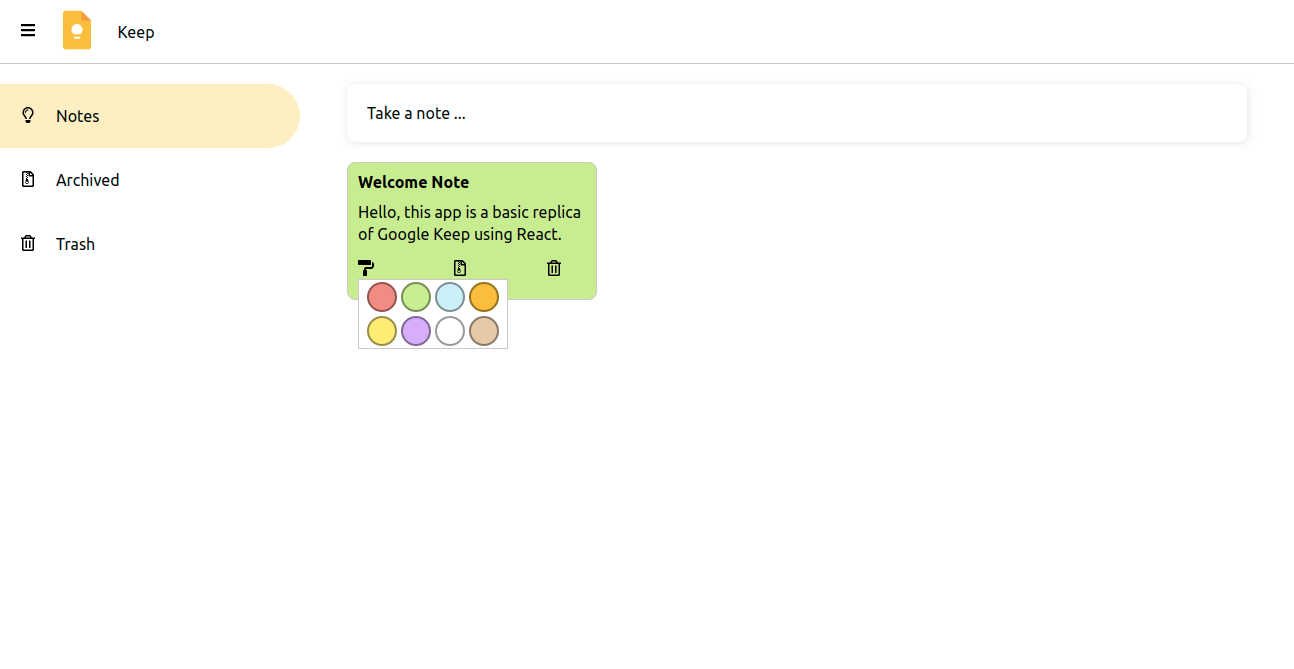 Keep
Notes
Archived
Trash
Take a note ...
Welcome Note
Hello, this app is a basic replica
of Google Keep using React.